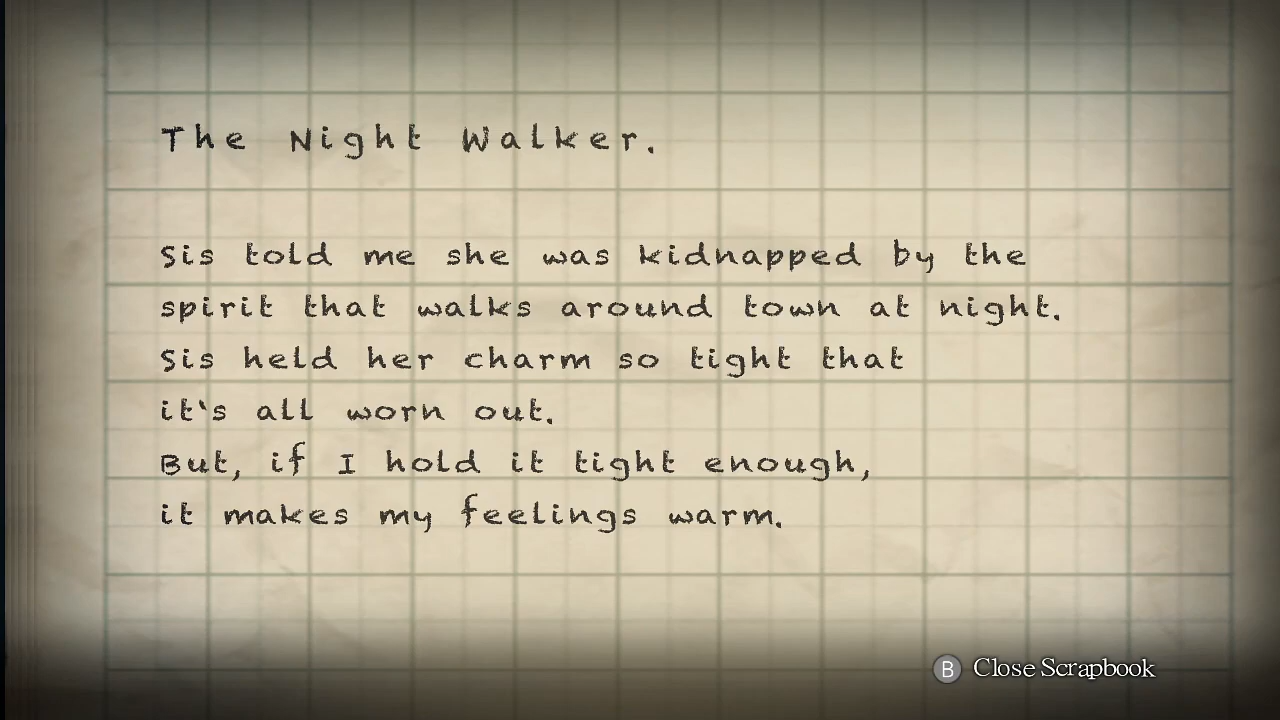 The Night Walker.
Sis told me she was kidnapped by the
spirit that walks around town at night.
Sis held her charm so tight that
it's all worn out.
But, if I hold it tight enough,
it makes my feelings warm.
B Close Scrapbook